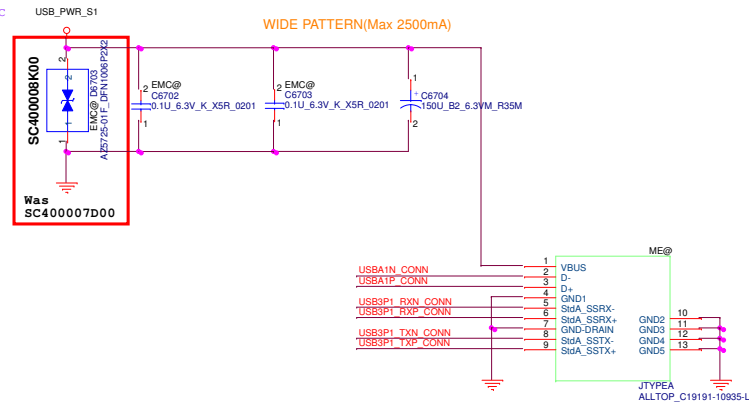 C
USB_PWR_S1
WIDE PATTERN(Max 2500mA)
SC400008K00
2
2
1
1
EMC@ D6703
AZ5725-01F_DFN1006P2X2
Was
SC400007D00
2
EMC@
C6702
0.1U_6.3V_K_X5R_0201
1
2
EMC@
C6703
0.1U_6.3V_K_X5R_0201
1
1
+
C6704
150U_B2_6.3VM_R35M
2
ME@
1 VBUS
USBA1N_CONN 2 D-
USBA1P_CONN 3 D+
4 GND1
USB3P1_RXN_CONN 5 StdA_SSRX-
USB3P1_RXP_CONN 6 StdA_SSRX+ GND2 10
7 GND-DRAIN GND3 11
USB3P1_TXN_CONN 8 StdA_SSTX- GND4 12
USB3P1_TXP_CONN 9 StdA_SSTX+ GND5 13
JTYPEA
ALLTOP_C19191-10935-L